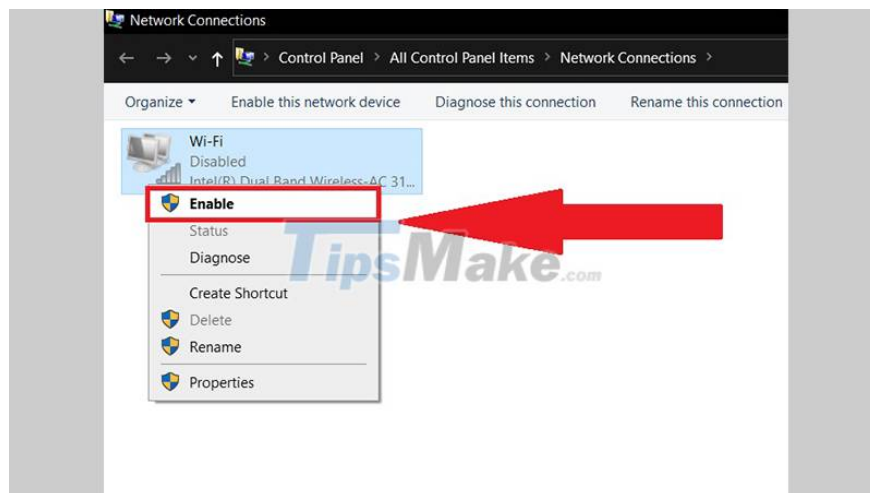 Network Connections
Control Panel > All Control Panel Items > Network Connections >
Organize Enable this network device Diagnose this connection Rename this connection
Wi-Fi
Disabled
Intel(R) Dual Band Wireless-AC 31...
Enable
Status
Diagnose
TipsMake.com
Create Shortcut
Delete
Rename
Properties